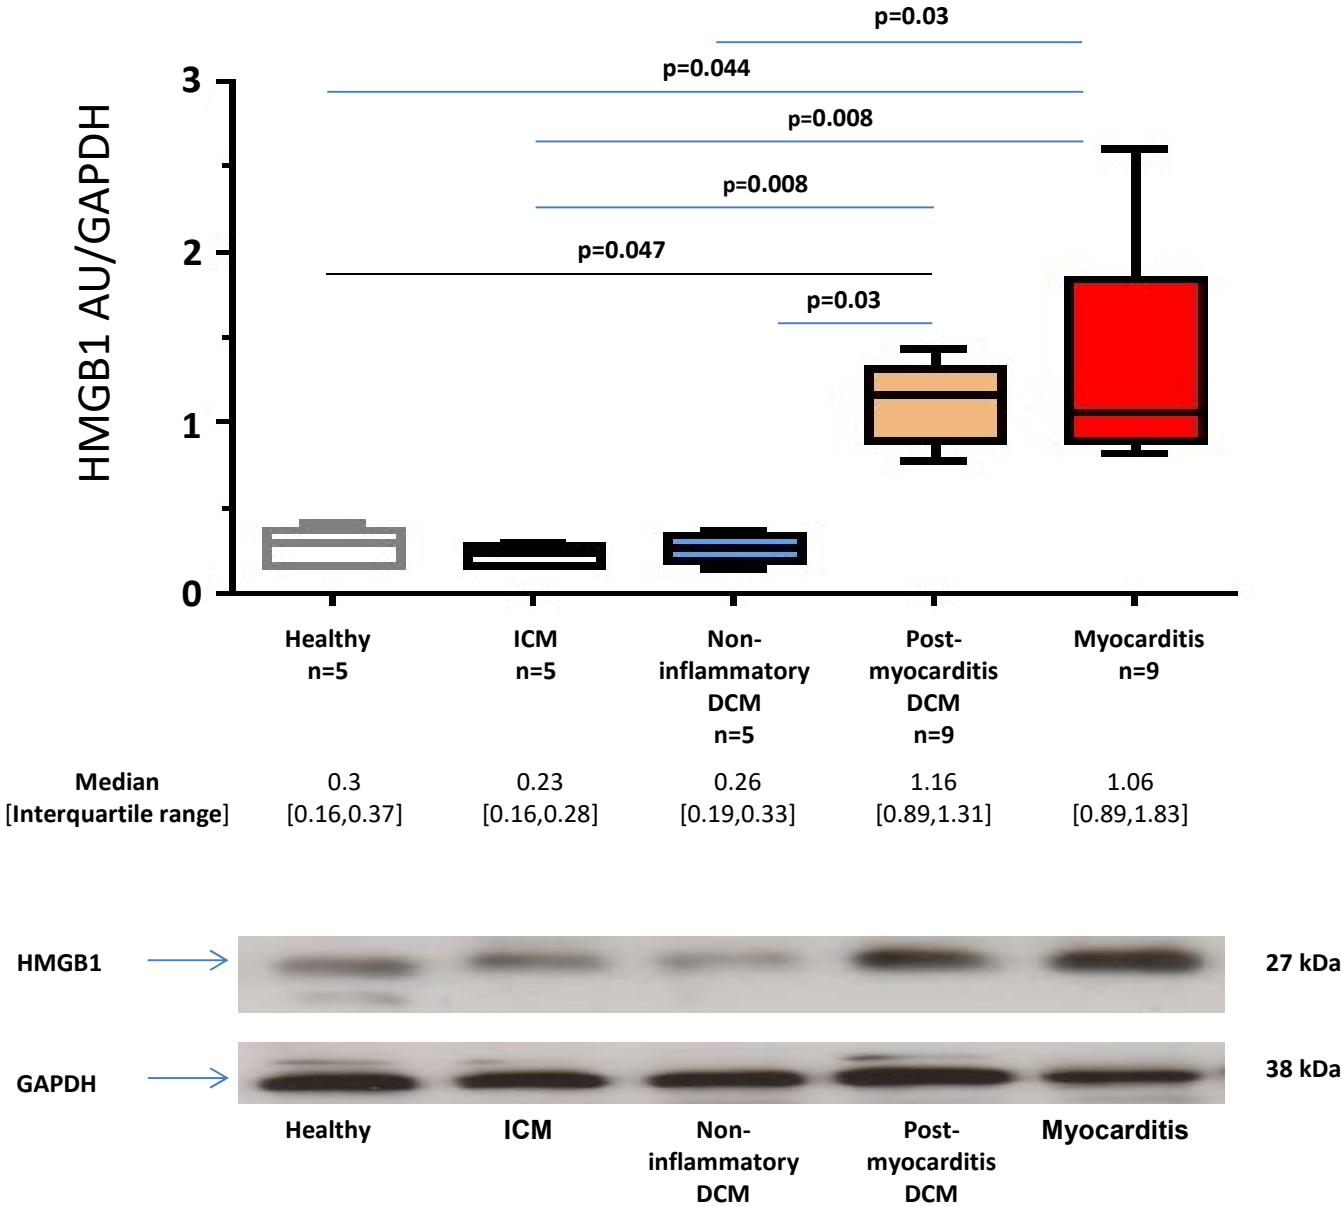 p=0.03
p=0.044
p=0.008
p=0.008
p=0.047
p=0.03
HMGB1 AU/GAPDH
3
2
1
0
Healthy
n=5
ICM
n=5
Non-
inflammatory
DCM
n=5
Post-
myocarditis
DCM
n=9
Myocarditis
n=9
Median
[Interquartile range]
0.3
[0.16,0.37]
0.23
[0.16,0.28]
0.26
[0.19,0.33]
1.16
[0.89,1.31]
1.06
[0.89,1.83]
HMGB1
27 kDa
GAPDH
38 kDa
Healthy
ICM
Non-
inflammatory
DCM
Post-
myocarditis
DCM
Myocarditis